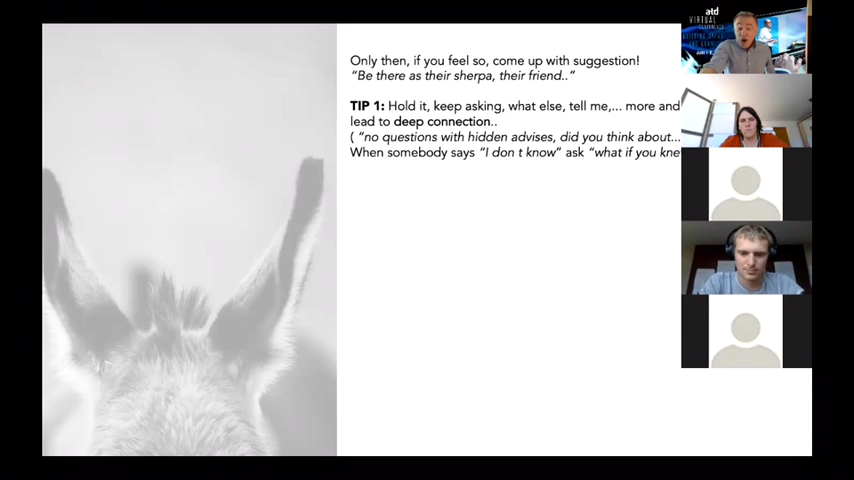 Only then, if you feel so, come up with suggestion!
“Be there as their sherpa, their friend..”
TIP 1: Hold it, keep asking, what else, tell me,... more and
lead to deep connection..
( “no questions with hidden advises, did you think about...
When somebody says “I don t know” ask “what if you kne
atd
VIRTUAL
CONFERENCE